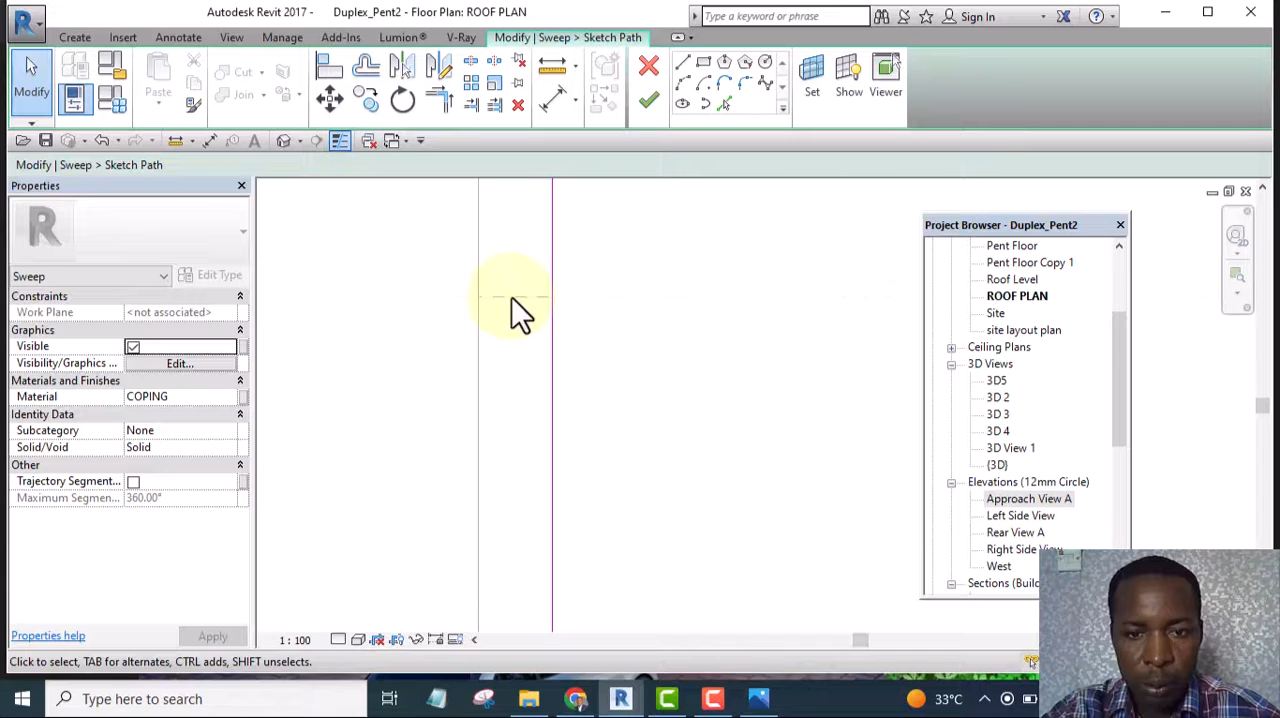 Autodesk Revit 2017 - Duplex_Pent2 - Floor Plan: ROOF PLAN
Type a keyword or phrase
Sign In
Create Insert Annotate View Manage Add-Ins Lumion® V-Ray Modify | Sweep > Sketch Path
Modify
Paste
Cut
Join
Set
Show
Viewer
Modify | Sweep > Sketch Path
Properties
Sweep
Edit Type
Constraints
Work Plane <not associated>
Graphics
Visible
Visibility/Graphics ... Edit...
Materials and Finishes
Material COPING
Identity Data
Subcategory None
Solid/Void Solid
Other
Trajectory Segment...
Maximum Segmen... 360.00°
Properties help
Apply
Project Browser - Duplex_Pent2
Pent Floor
Pent Floor Copy 1
Roof Level
ROOF PLAN
Site
site layout plan
Ceiling Plans
3D Views
3D5
3D 2
3D 3
3D 4
3D View 1
{3D}
Elevations (12mm Circle)
Approach View A
Left Side View
Rear View A
Right Side View
West
Sections (Buil
2D
1 : 100
Click to select, TAB for alternates, CTRL adds, SHIFT unselects.
Type here to search
33°C